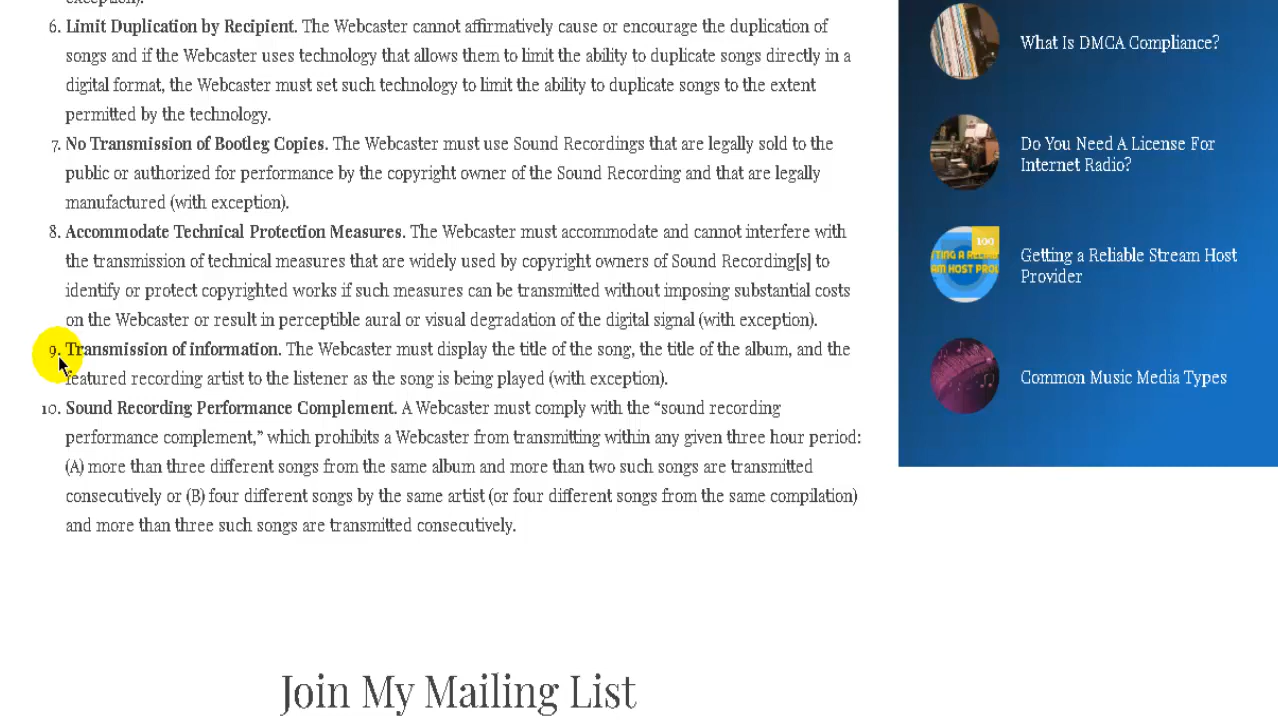 exception).
6. Limit Duplication by Recipient. The Webcaster cannot affirmatively cause or encourage the duplication of
songs and if the Webcaster uses technology that allows them to limit the ability to duplicate songs directly in a
digital format, the Webcaster must set such technology to limit the ability to duplicate songs to the extent
permitted by the technology.
7. No Transmission of Bootleg Copies. The Webcaster must use Sound Recordings that are legally sold to the
public or authorized for performance by the copyright owner of the Sound Recording and that are legally
manufactured (with exception).
8. Accommodate Technical Protection Measures. The Webcaster must accommodate and cannot interfere with
the transmission of technical measures that are widely used by copyright owners of Sound Recording[s] to
identify or protect copyrighted works if such measures can be transmitted without imposing substantial costs
on the Webcaster or result in perceptible aural or visual degradation of the digital signal (with exception).
9. Transmission of information. The Webcaster must display the title of the song, the title of the album, and the
featured recording artist to the listener as the song is being played (with exception).
10. Sound Recording Performance Complement. A Webcaster must comply with the “sound recording
performance complement,” which prohibits a Webcaster from transmitting within any given three hour period:
(A) more than three different songs from the same album and more than two such songs are transmitted
consecutively or (B) four different songs by the same artist (or four different songs from the same compilation)
and more than three such songs are transmitted consecutively.
Join My Mailing List
What Is DMCA Compliance?
Do You Need A License For
Internet Radio?
100
Getting a Reliable Stream Host
Provider
Common Music Media Types